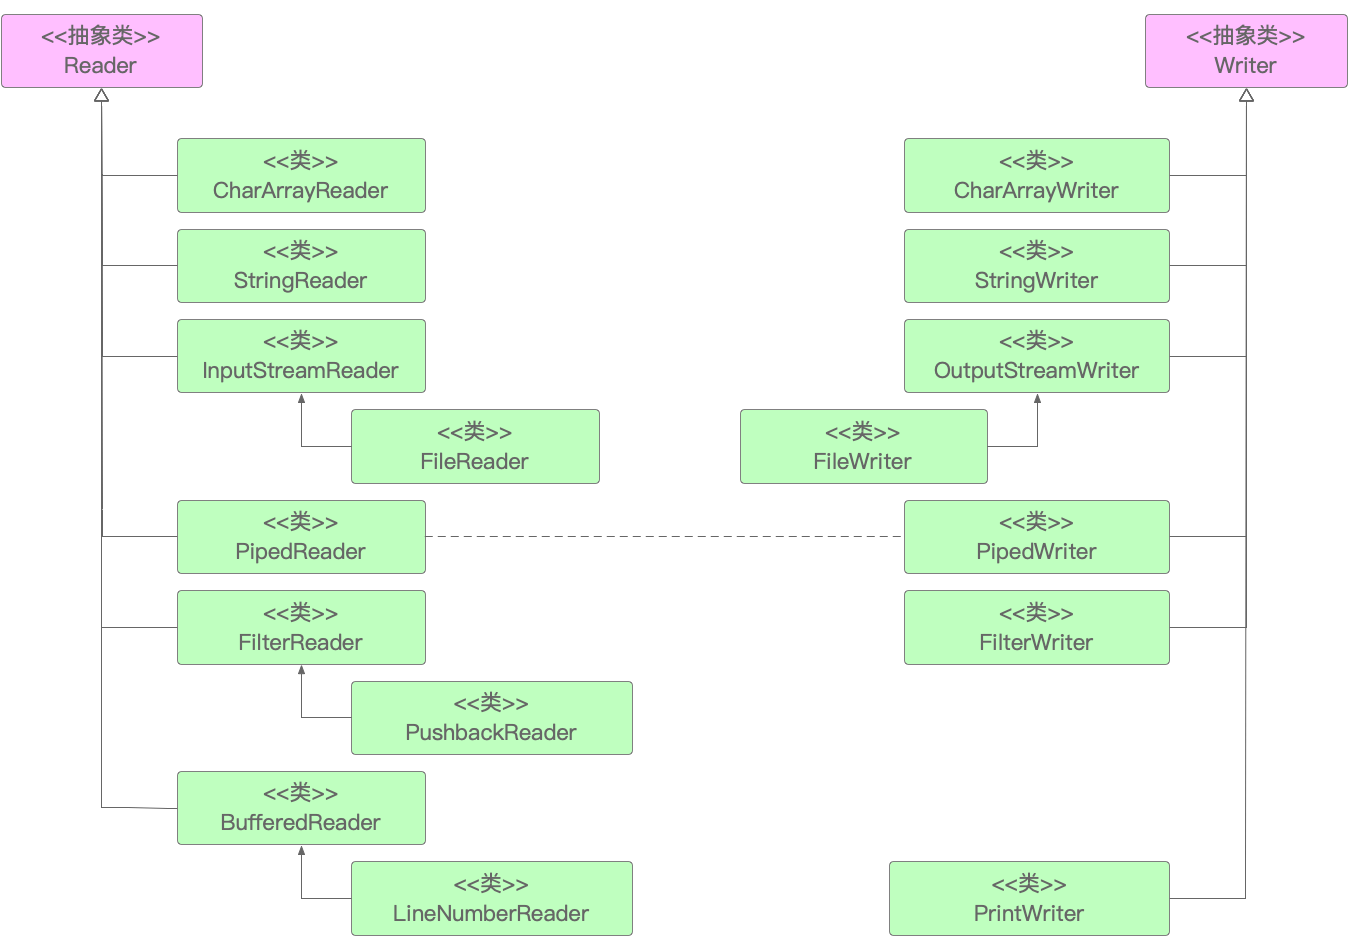 <<抽象类>>
Reader
<<抽象类>>
Writer
<<类>>
CharArrayReader
<<类>>
CharArrayWriter
<<类>>
StringReader
<<类>>
StringWriter
<<类>>
InputStreamReader
<<类>>
OutputStreamWriter
<<类>>
FileReader
<<类>>
FileWriter
<<类>>
PipedReader
<<类>>
PipedWriter
<<类>>
FilterReader
<<类>>
FilterWriter
<<类>>
PushbackReader
<<类>>
BufferedReader
<<类>>
LineNumberReader
<<类>>
PrintWriter